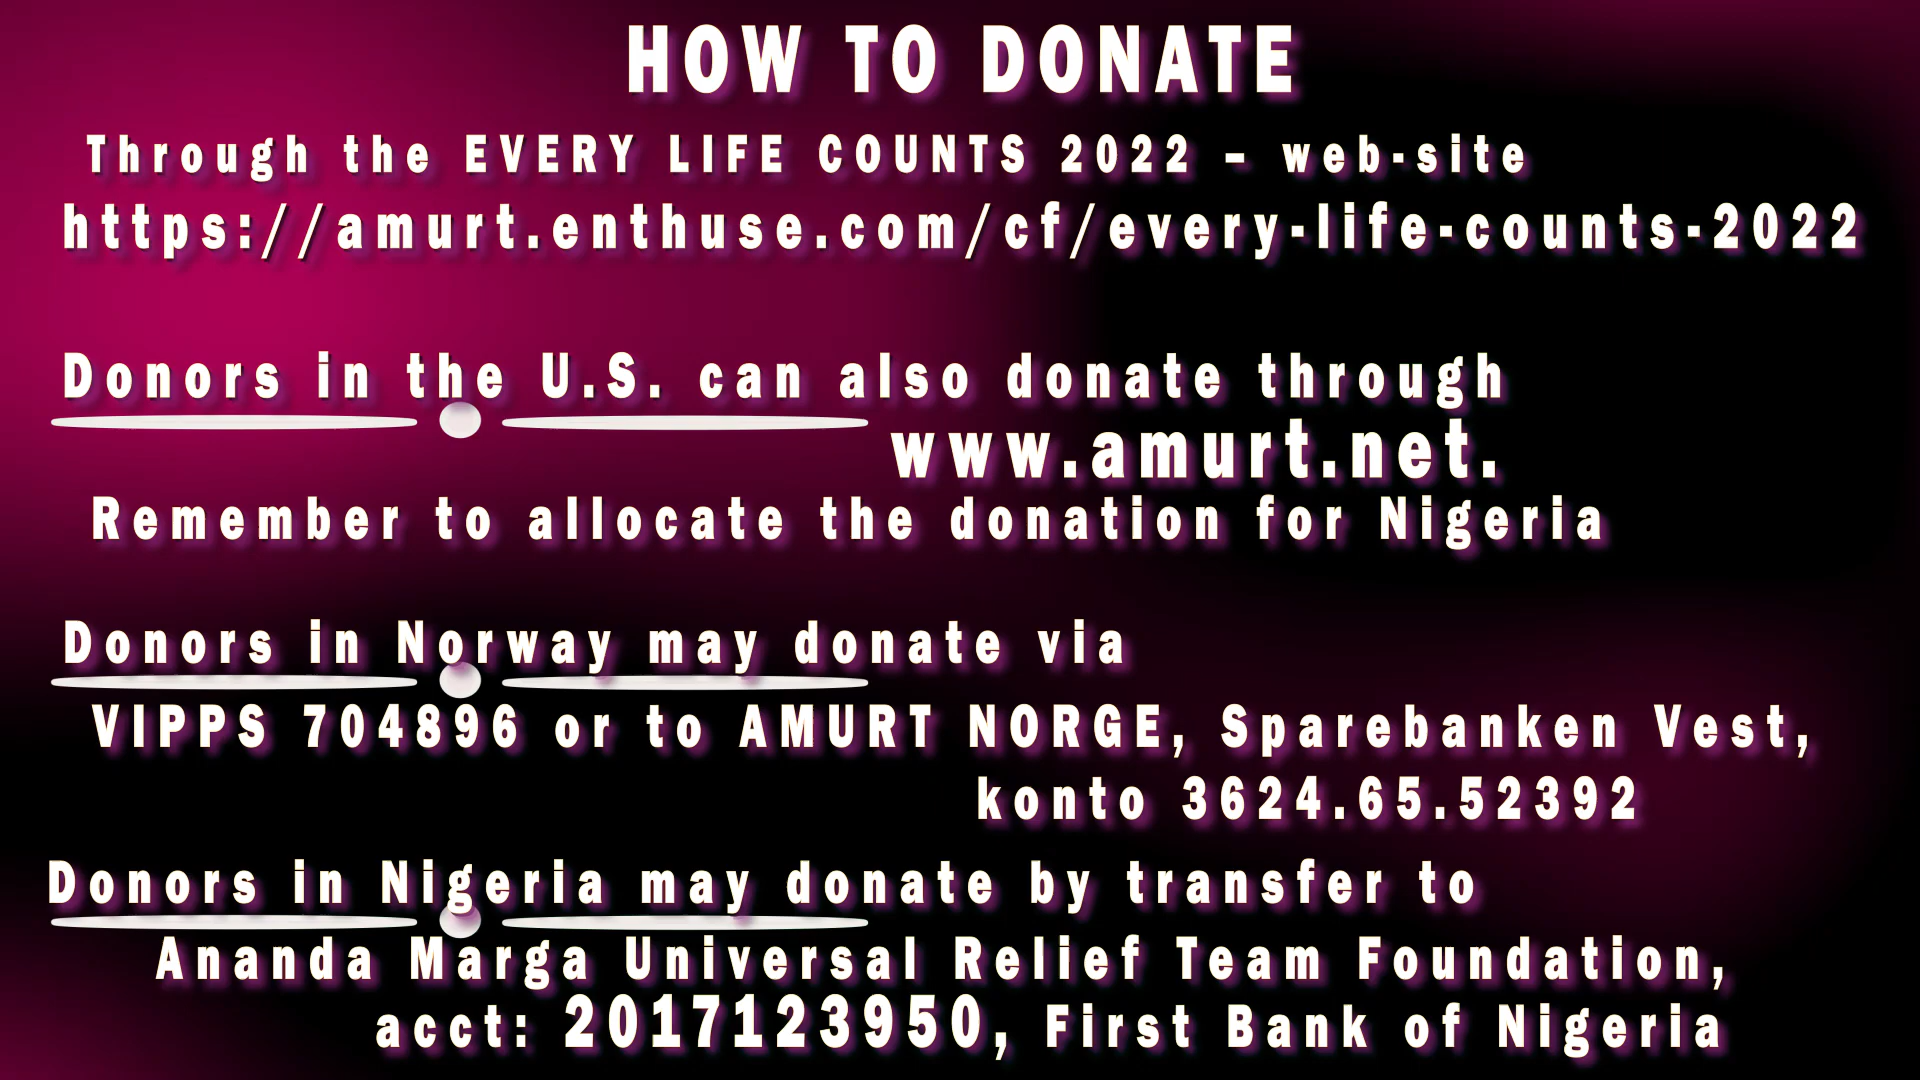 HOW TO DONATE
Through the EVERY LIFE COUNTS 2022 – web-site
https://amurt.enthuse.com/cf/every-life-counts-2022
Donors in the U.S. can also donate through
www.amurt.net.
Remember to allocate the donation for Nigeria
Donors in Norway may donate via
VIPPS 704896 or to AMURT NORGE, Sparebanken Vest,
konto 3624.65.52392
Donors in Nigeria may donate by transfer to
Ananda Marga Universal Relief Team Foundation,
acct: 2017123950, First Bank of Nigeria